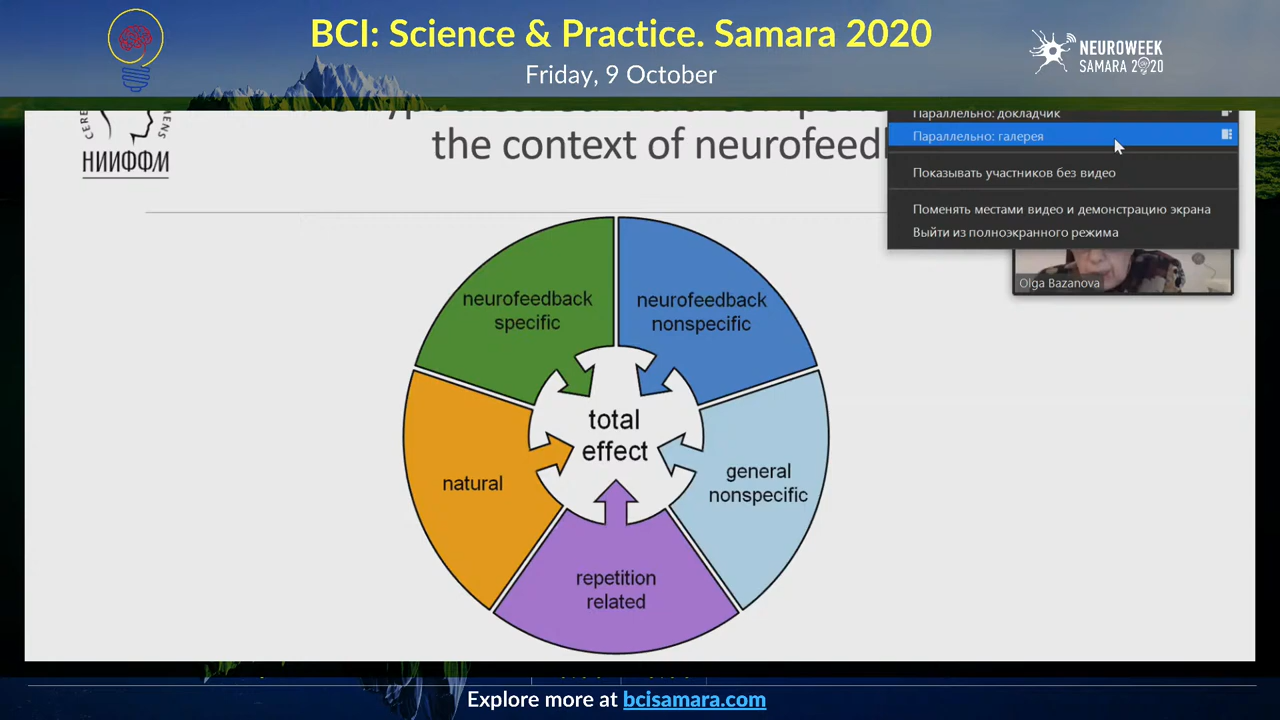 BCI: Science & Practice. Samara 2020
Friday, 9 October
NEUROWEEK
SAMARA 2020
НИИФФМ
the context of neurofeed
Параллельно: докладчик
Параллельно: галерея
Показывать участников без видео
Поменять местами видео и демонстрацию экрана
Выйти из полноэкранного режима
Olga Bazanova
neurofeedback
specific
neurofeedback
nonspecific
total
effect
natural
general
nonspecific
repetition
related
Explore more at bcisamara.com